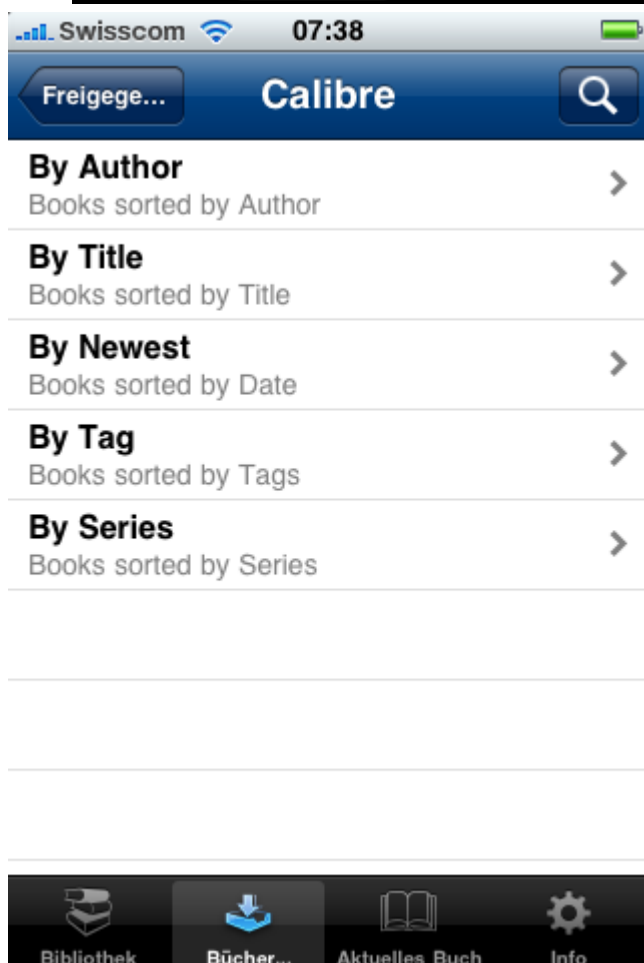 Swisscom 07:38
Freigege... Calibre
By Author
Books sorted by Author
By Title
Books sorted by Title
By Newest
Books sorted by Date
By Tag
Books sorted by Tags
By Series
Books sorted by Series
Bibliothek Bücher... Aktuelles Buch Info